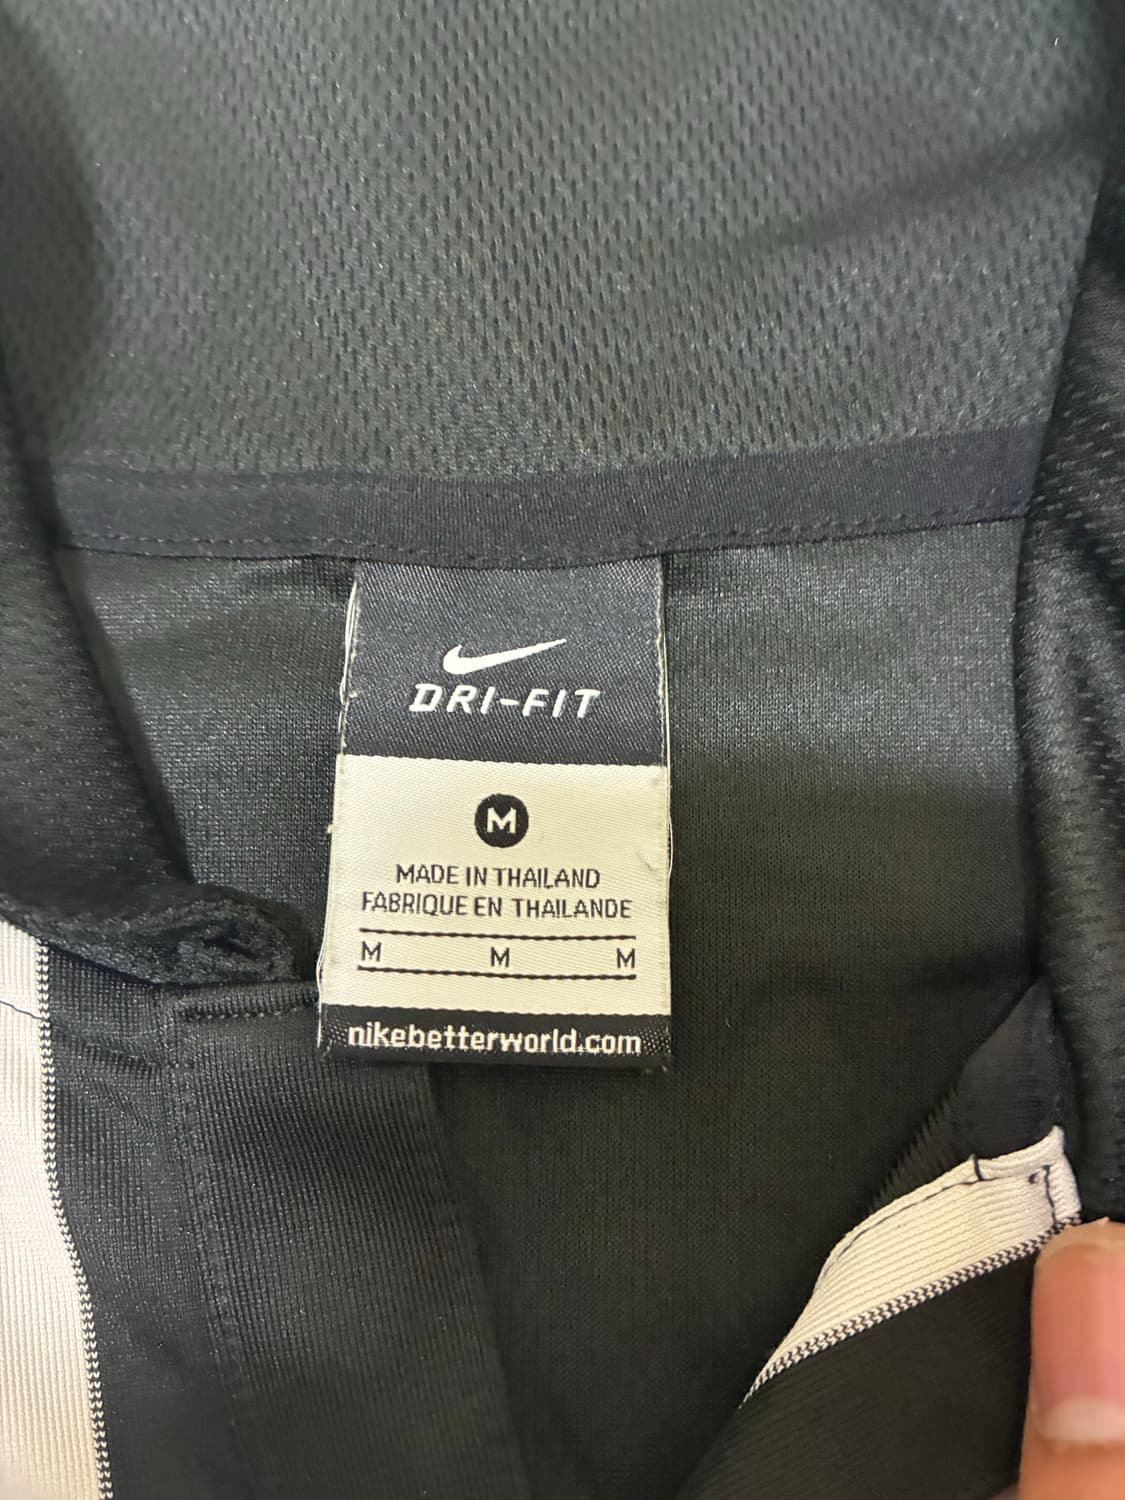 DRI-FIT
M
MADE IN THAILAND
FABRIQUE EN THAILANDE
M M M
nikebetterworld.com